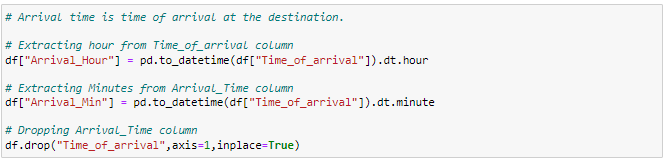 # Arrival time is time of arrival at the destination.
# Extracting hour from Time_of_arrival column
df["Arrival_Hour"] = pd.to_datetime(df["Time_of_arrival"]).dt.hour
# Extracting Minutes from Arrival_Time column
df["Arrival_Min"] = pd.to_datetime(df["Time_of_arrival"]).dt.minute
# Dropping Arrival_Time column
df.drop("Time_of_arrival",axis=1,inplace=True)